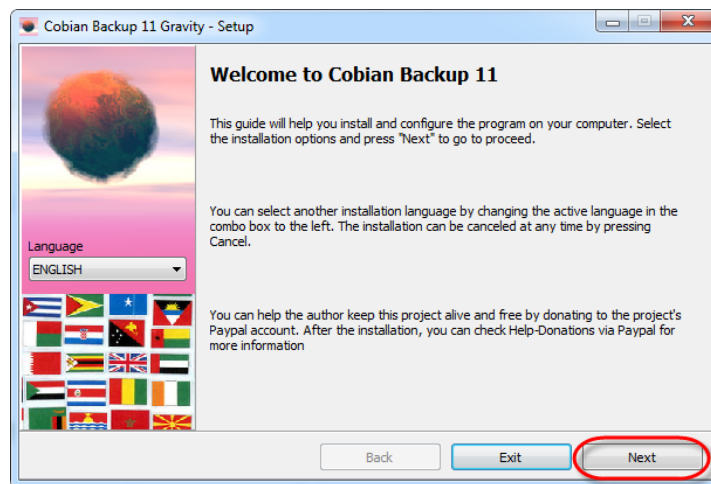 Cobian Backup 11 Gravity - Setup
Welcome to Cobian Backup 11
This guide will help you install and configure the program on your computer. Select
the installation options and press "Next" to go to proceed.
You can select another installation language by changing the active language in the
combo box to the left. The installation can be canceled at any time by pressing
Cancel.
Language
ENGLISH
You can help the author keep this project alive and free by donating to the project's
Paypal account. After the installation, you can check Help-Donations via Paypal for
more information
Back
Exit
Next